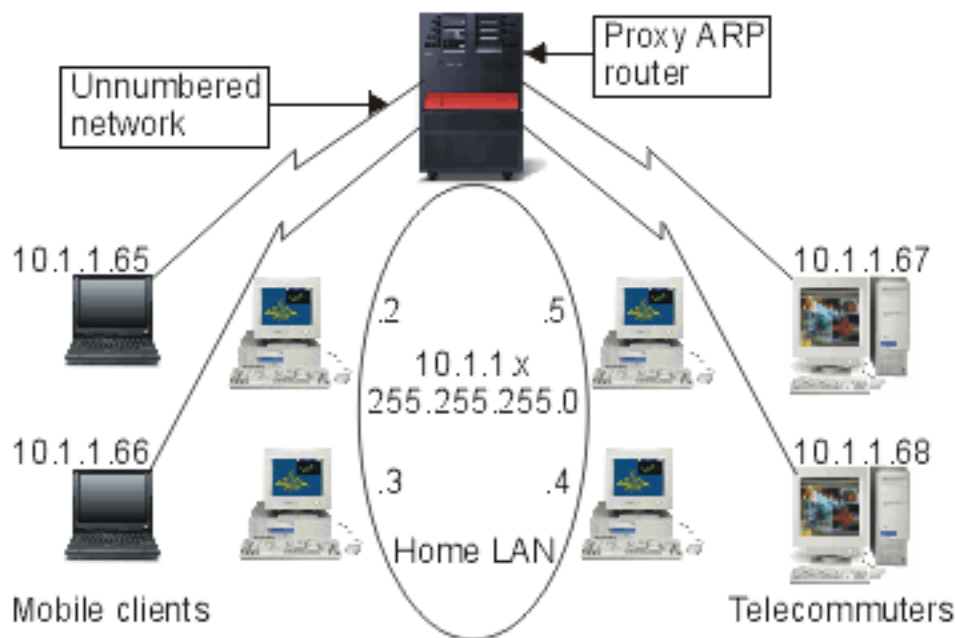 Proxy ARP
router
Unnumbered
network
10.1.1.65
10.1.1.67
.2
.5
10.1.1.x
255.255.255.0
10.1.1.66
10.1.1.68
.3
.4
Home LAN
Mobile clients
Telecommuters